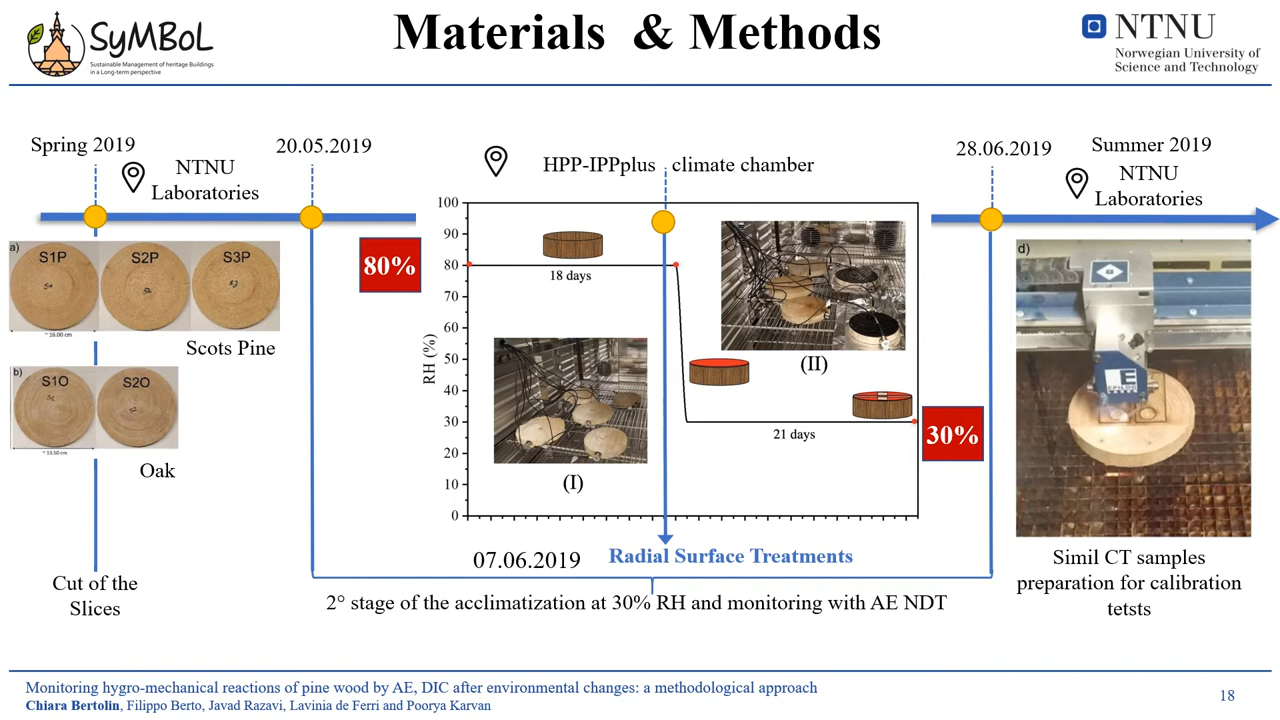 SyMBoL
Sustainable Management of heritage Buildings
in a Long-term perspective
Materials & Methods
NTNU
Norwegian University of
Science and Technology
Spring 2019
NTNU
Laboratories
20.05.2019
HPP-IPPplus climate chamber
28.06.2019
Summer 2019
NTNU
Laboratories
a)
S1P
S2P
S3P
~ 16.00 cm
Scots Pine
b)
S1O
S2O
~ 13.50 cm
Oak
Cut of the
Slices
80%
RH (%)
100
90
80
70
60
50
40
30
20
10
0
18 days
(I)
(II)
21 days
30%
07.06.2019
Radial Surface Treatments
2° stage of the acclimatization at 30% RH and monitoring with AE NDT
d)
EPILOG
Simil CT samples
preparation for calibration
tetsts
Monitoring hygro-mechanical reactions of pine wood by AE, DIC after environmental changes: a methodological approach
Chiara Bertolin, Filippo Berto, Javad Razavi, Lavinia de Ferri and Poorya Karvan
18